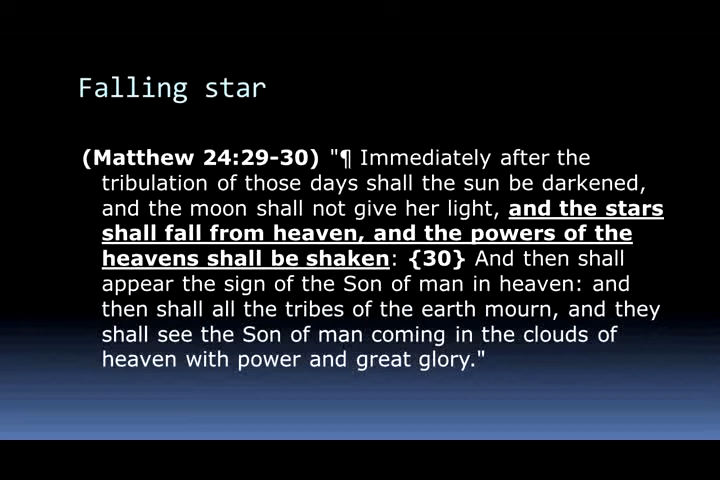 Falling star
(Matthew 24:29-30) "¶ Immediately after the
tribulation of those days shall the sun be darkened,
and the moon shall not give her light, and the stars
shall fall from heaven, and the powers of the
heavens shall be shaken: {30} And then shall
appear the sign of the Son of man in heaven: and
then shall all the tribes of the earth mourn, and they
shall see the Son of man coming in the clouds of
heaven with power and great glory."